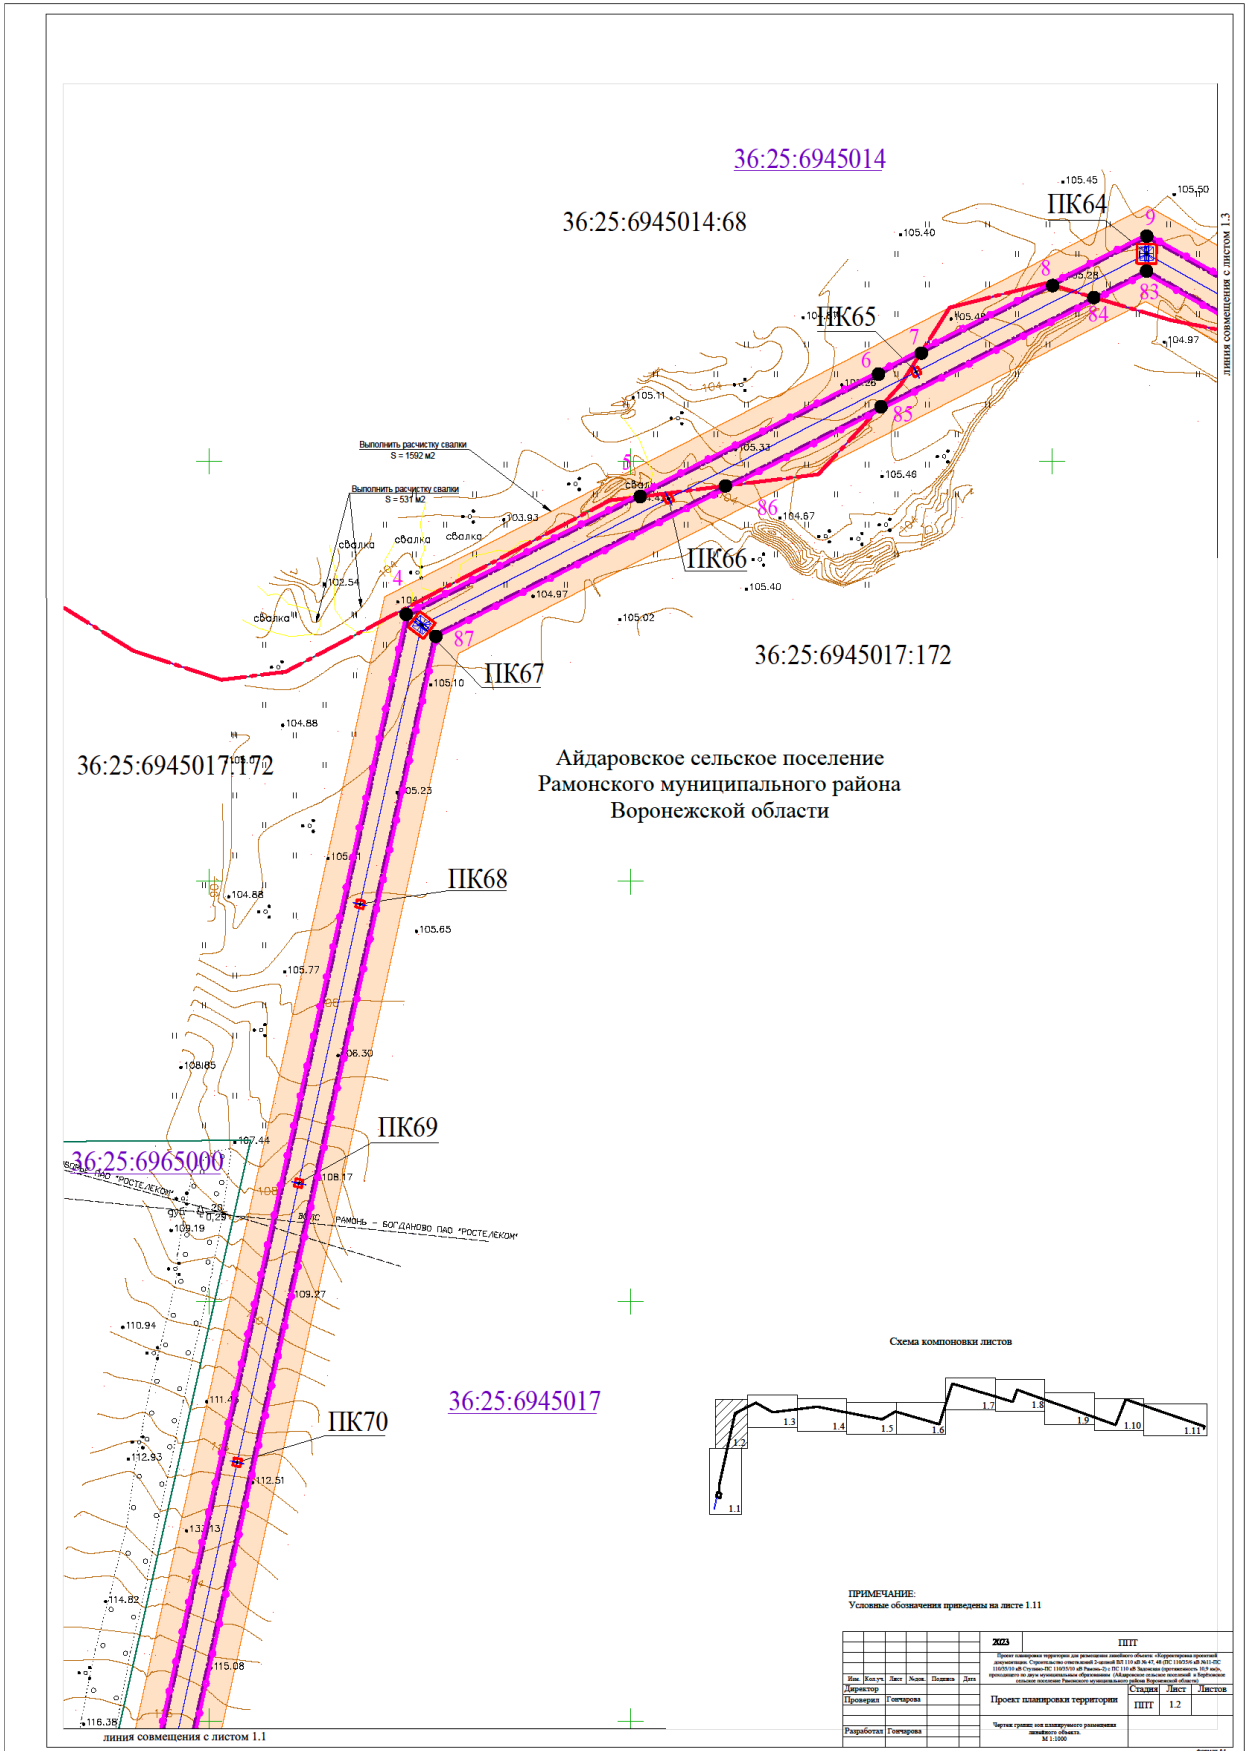 36:25:6945014
36:25:6945014:68
105.45
105.50
ПК64
9
105.40
8
83
84
104.97
ПК65
7
6
85
104
105.11
105.33
105.46
линия совмещения с листом 1.3
Выполнить расчистку свалки
S = 1592 м2
5
Выполнить расчистку свалки
S = 531 м2
86
104.67
103.93
свалка
свалка
свалка
ПК66
105.40
4
102.54
104.97
105.02
свалка
87
36:25:6945017:172
ПК67
105.10
104.88
36:25:6945017:172
Айдаровское сельское поселение
Рамонского муниципального района
Воронежской области
105.23
ПК68
104.88
105.65
105.77
106.30
108.85
ПК69
107.44
36:25:6965000
108.17
ПАО "РОСТЕЛЕКОМ"
РАМОНЬ - БОГДАНОВО ПАО "РОСТЕЛЕКОМ"
109.19
109.27
110.94
Схема компоновки листов
36:25:6945017
ПК70
1.1
1.2
1.3
1.4
1.5
1.6
1.7
1.8
1.9
1.10
1.11
112.93
112.51
114.82
115.08
116.38
ПРИМЕЧАНИЕ:
Условные обозначения приведены на листе 1.11
линия совмещения с листом 1.1
2023
ППТ
Изм. Кол.уч. Лист №док. Подпись Дата
Директор
Проверил Гончарова
Разработал Гончарова
Проект планировки территории
Стадия Лист Листов
ППТ 1.2
Чертеж границ зон планируемого размещения
линейного объекта.
М 1:1000